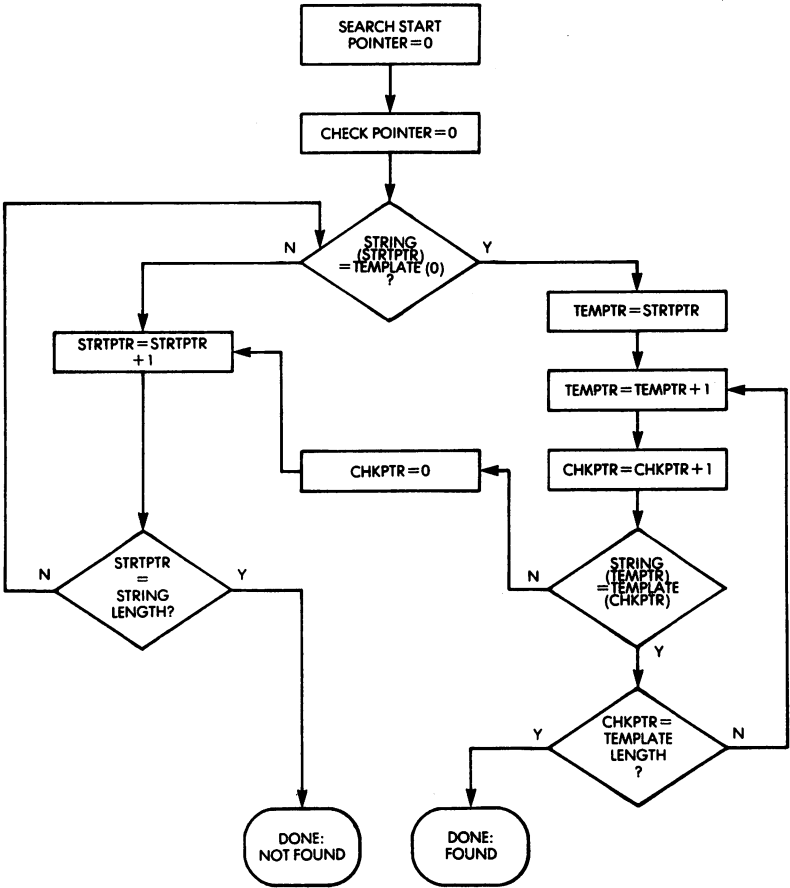 SEARCH START
POINTER=0
CHECK POINTER=0
STRING
(STRTPTR)
=TEMPLATE (0)
?
N
Y
TEMPTR=STRTPTR
STRTPTR=STRTPTR
+1
TEMPTR=TEMPTR+1
CHKPTR=0
CHKPTR=CHKPTR+1
STRTPTR
=
STRING
LENGTH?
N
Y
STRING
(TEMPTR)
=TEMPLATE
(CHKPTR)
N
Y
CHKPTR=
TEMPLATE
LENGTH
?
Y
N
DONE:
NOT FOUND
DONE:
FOUND